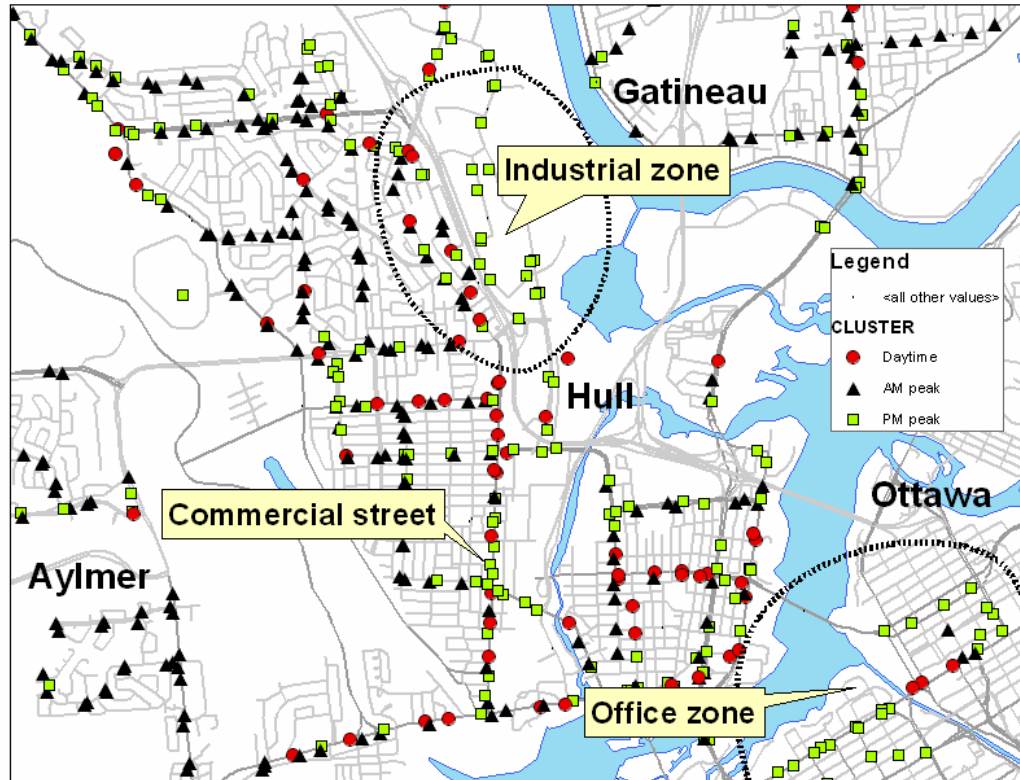 Gatineau
Industrial zone
Legend
<all other values>
CLUSTER
Daytime
AM peak
PM peak
Hull
Ottawa
Commercial street
Aylmer
Office zone